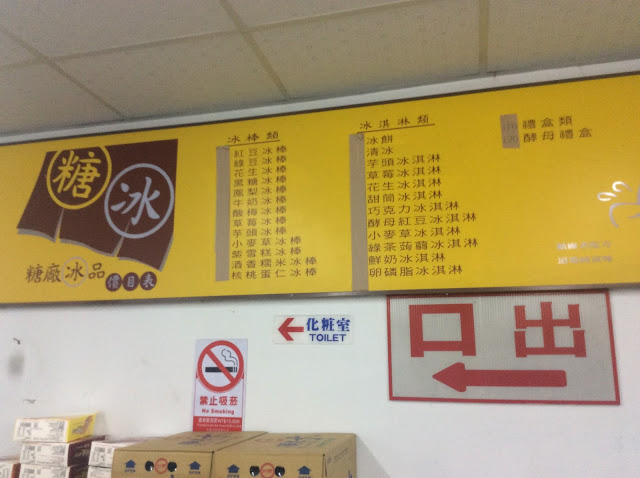 糖
冰
糖廠冰品
價目表
冰棒類
紅豆冰棒
綠豆冰棒
花生冰棒
黑糖冰棒
鳳梨冰棒
牛奶冰棒
酸梅冰棒
草莓冰棒
芋頭冰棒
小麥草冰棒
紫雪糕冰棒
酒香糯米冰棒
核桃蛋仁冰棒
冰淇淋類
冰餅
清冰
芋頭冰淇淋
草莓冰淇淋
花生冰淇淋
甜筒冰淇淋
巧克力冰淇淋
酵母紅豆冰淇淋
小麥草冰淇淋
綠茶蒟蒻冰淇淋
鮮奶冰淇淋
卵磷脂冰淇淋
禮盒類
酵母禮盒
化粧室
TOILET
口出
禁止吸菸
No Smoking